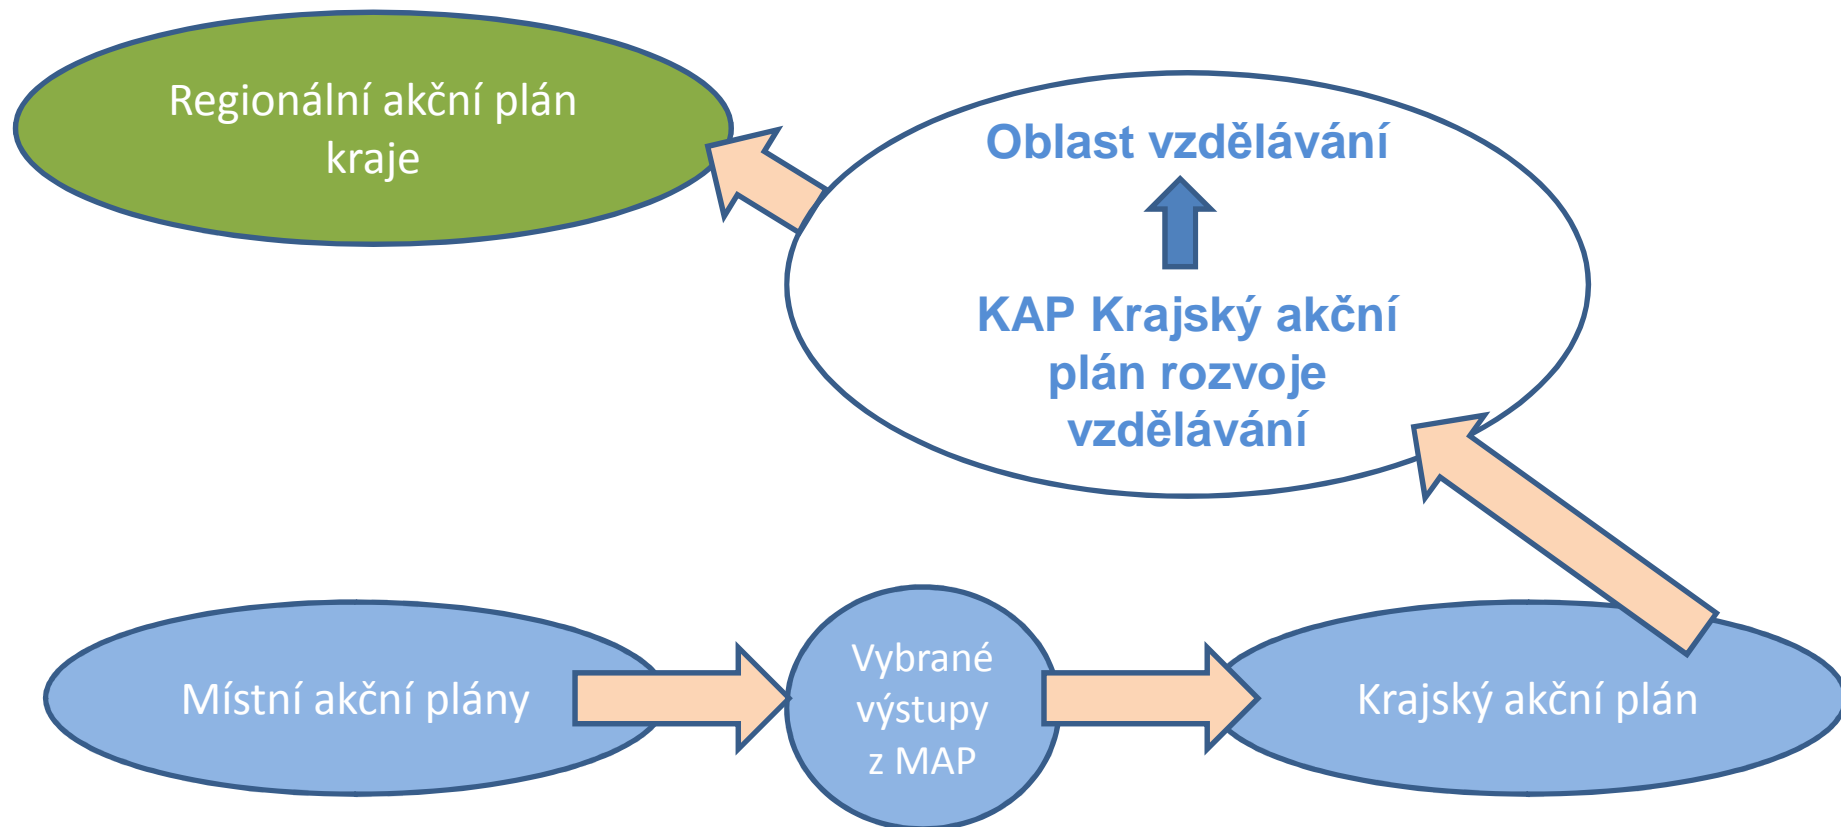 Regionální akční plán
kraje
Oblast vzdělávání
KAP Krajský akční
plán rozvoje
vzdělávání
Místní akční plány
Vybrané
výstupy
z MAP
Krajský akční plán